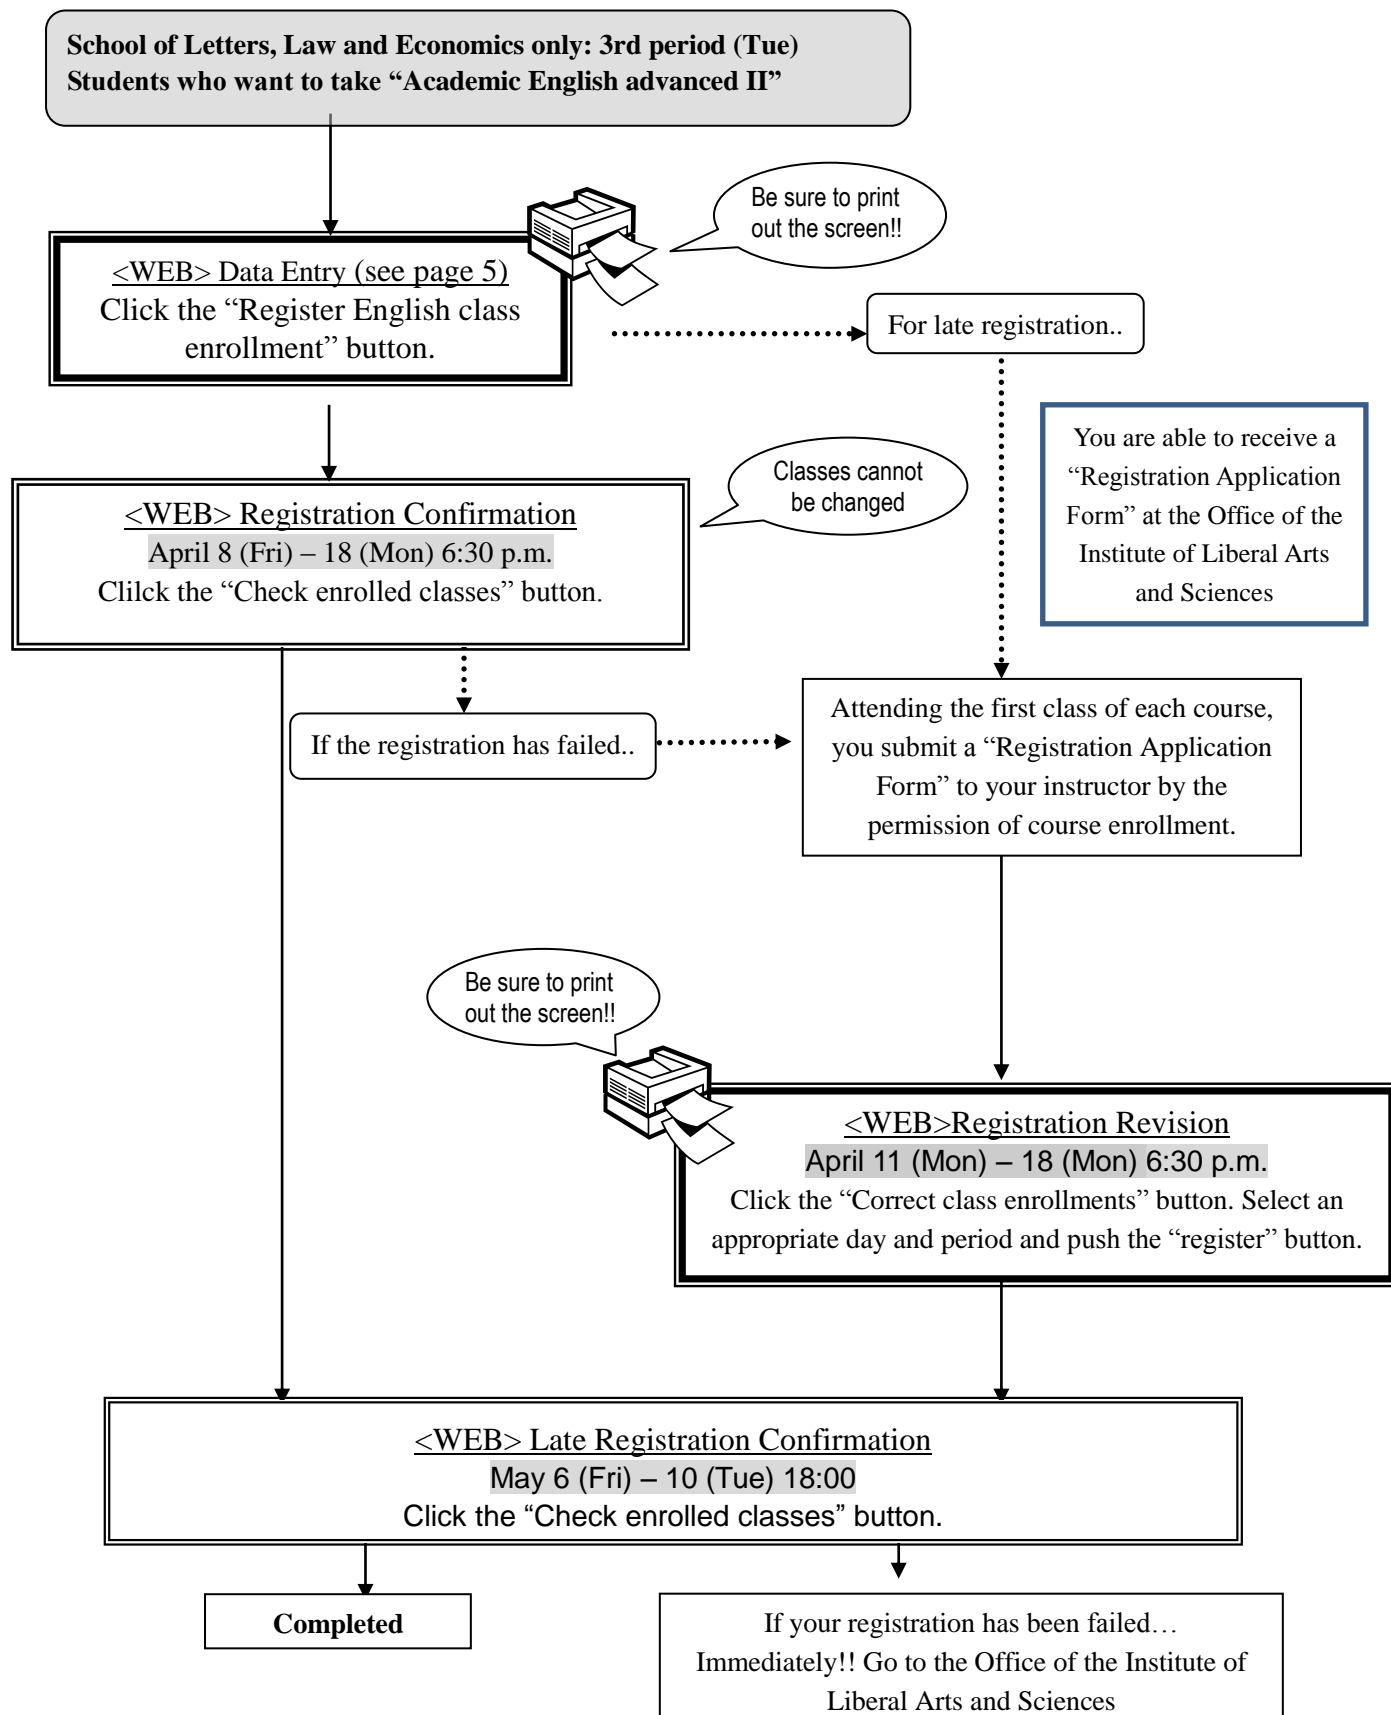 School of Letters, Law and Economics only: 3rd period (Tue)
Students who want to take “Academic English advanced II”
Be sure to print
out the screen!!
<WEB> Data Entry (see page 5)
Click the “Register English class
enrollment” button.
For late registration..
You are able to receive a
“Registration Application
Form” at the Office of the
Institute of Liberal Arts
and Sciences
Classes cannot
be changed
<WEB> Registration Confirmation
April 8 (Fri) – 18 (Mon) 6:30 p.m.
Clilck the “Check enrolled classes” button.
If the registration has failed..
Attending the first class of each course,
you submit a “Registration Application
Form” to your instructor by the
permission of course enrollment.
Be sure to print
out the screen!!
<WEB>Registration Revision
April 11 (Mon) – 18 (Mon) 6:30 p.m.
Click the “Correct class enrollments” button. Select an
appropriate day and period and push the “register” button.
<WEB> Late Registration Confirmation
May 6 (Fri) – 10 (Tue) 18:00
Click the “Check enrolled classes” button.
Completed
If your registration has been failed…
Immediately!! Go to the Office of the Institute of
Liberal Arts and Sciences